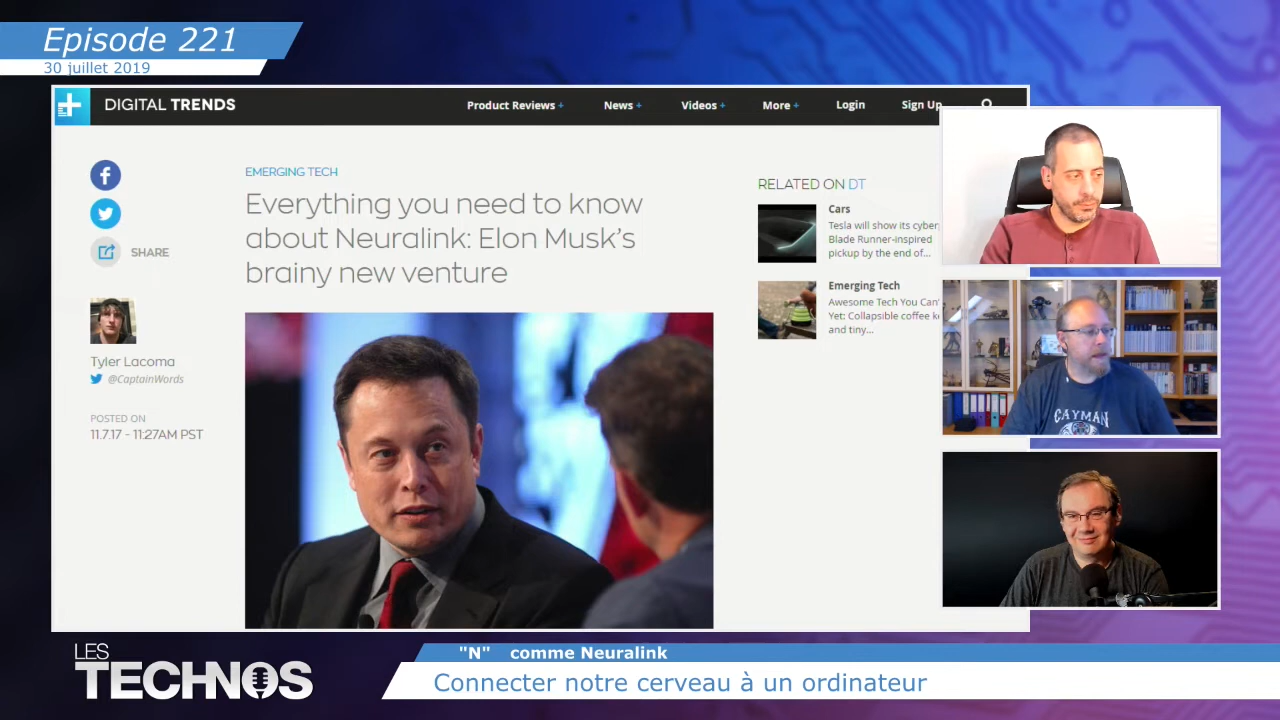 Episode 221
30 juillet 2019
DIGITAL TRENDS
Product Reviews +
News +
Videos +
More +
Login
Sign Up
EMERGING TECH
Everything you need to know
about Neuralink: Elon Musk's
brainy new venture
SHARE
Tyler Lacoma
@CaptainWords
POSTED ON
11.7.17 - 11:27AM PST
RELATED ON DT
Cars
Tesla will show its cyber
Blade Runner-inspired
pickup by the end of...
Emerging Tech
Awesome Tech You Can'
Yet: Collapsible coffee
and tiny...
CAYMAN
LES
TECHNOS
"N" comme Neuralink
Connecter notre cerveau à un ordinateur